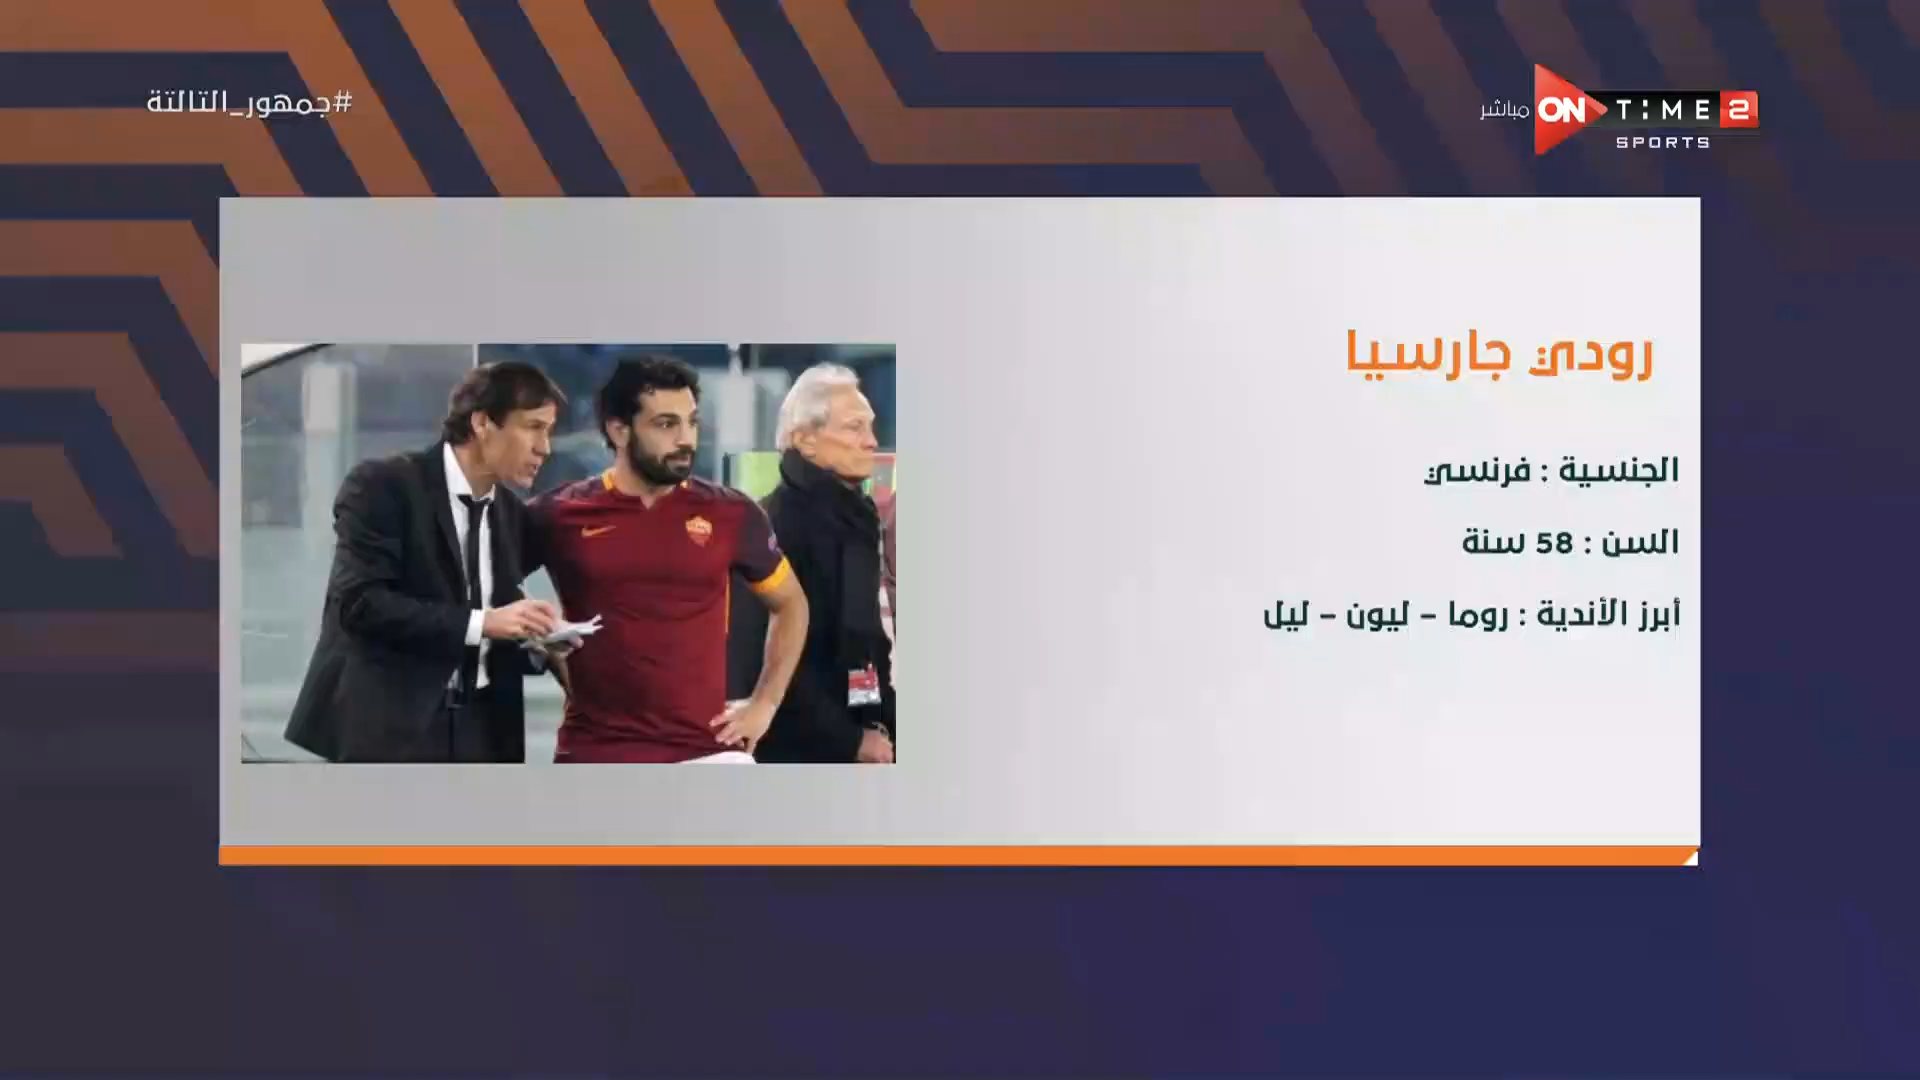 #جمهور_التالتة
مباشر ON TIME 2
SPORTS
رودي جارسيا
الجنسية : فرنسي
السن : 58 سنة
أبرز الأندية : روما – ليون – ليل